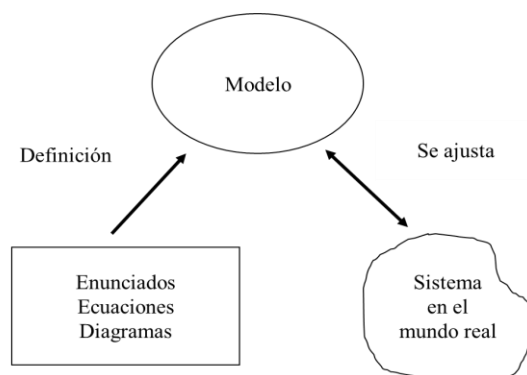 Modelo
Definición
Se ajusta
Enunciados
Ecuaciones
Diagramas
Sistema
en el
mundo real